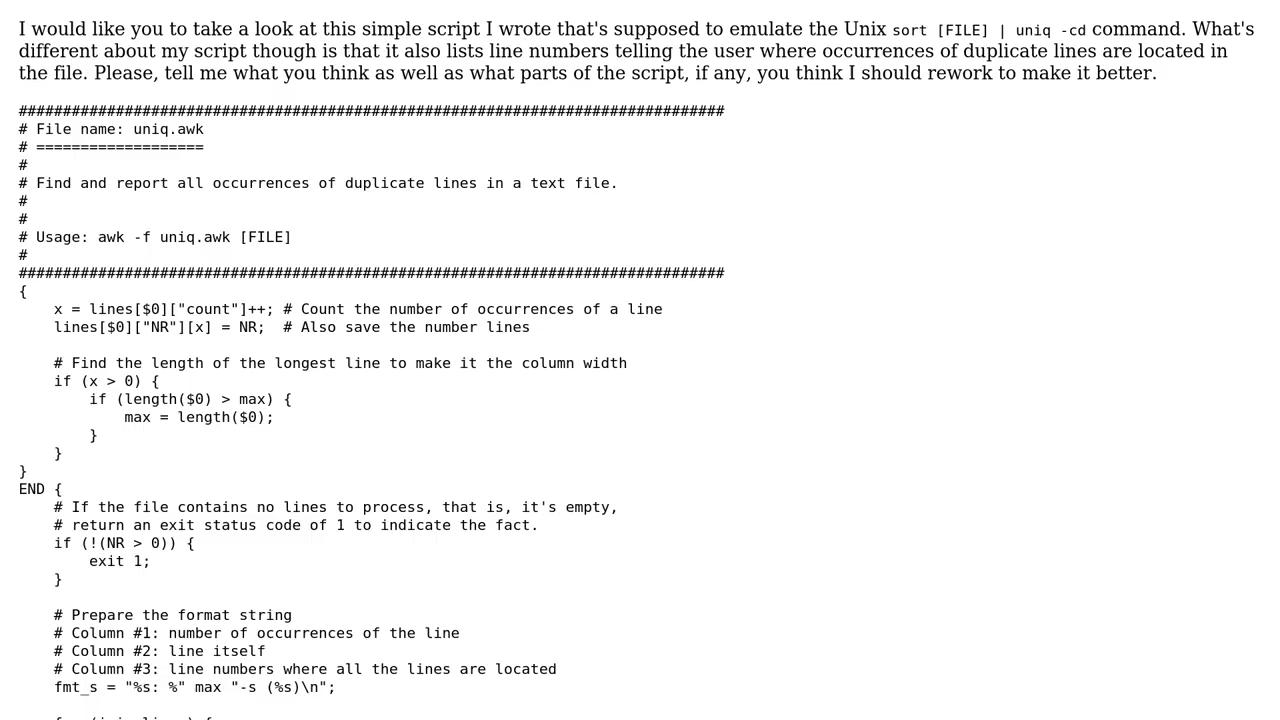 I would like you to take a look at this simple script I wrote that's supposed to emulate the Unix sort [FILE] | uniq -cd command. What's
different about my script though is that it also lists line numbers telling the user where occurrences of duplicate lines are located in
the file. Please, tell me what you think as well as what parts of the script, if any, you think I should rework to make it better.
################################################################################
# File name: uniq.awk
# ===================
#
# Find and report all occurrences of duplicate lines in a text file.
#
#
# Usage: awk -f uniq.awk [FILE]
#
################################################################################
{
    x = lines[$0]["count"]++; # Count the number of occurrences of a line
    lines[$0]["NR"][x] = NR;  # Also save the number lines
    # Find the length of the longest line to make it the column width
    if (x > 0) {
        if (length($0) > max) {
            max = length($0);
        }
    }
}
END {
    # If the file contains no lines to process, that is, it's empty,
    # return an exit status code of 1 to indicate the fact.
    if (!(NR > 0)) {
        exit 1;
    }
    # Prepare the format string
    # Column #1: number of occurrences of the line
    # Column #2: line itself
    # Column #3: line numbers where all the lines are located
    fmt_s = "%s: %" max "-s (%s)\n";